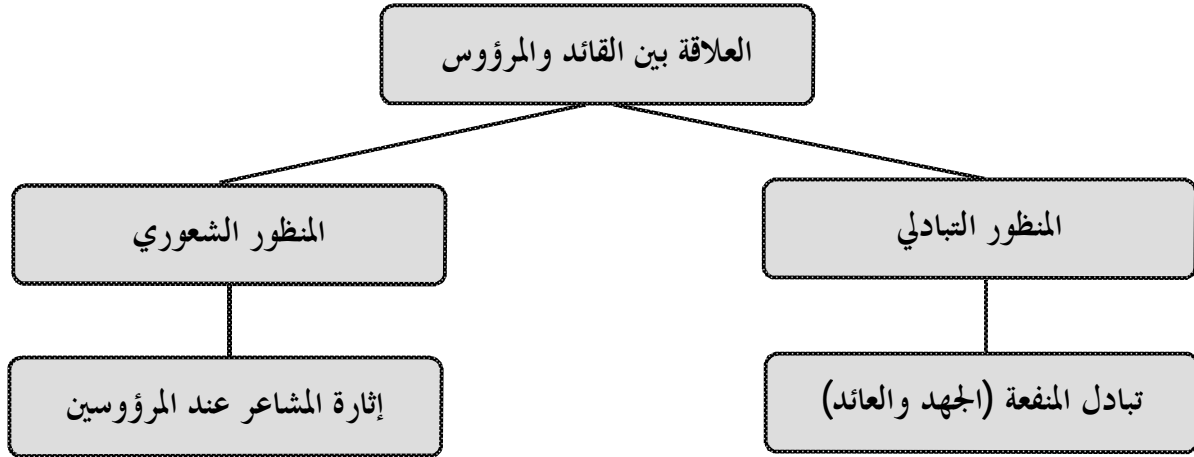 العلاقة بين القائد والمرؤوس
المنظور التبادلي
المنظور الشعوري
تبادل المنفعة (الجهد والعائد)
إثارة المشاعر عند المرؤوسين